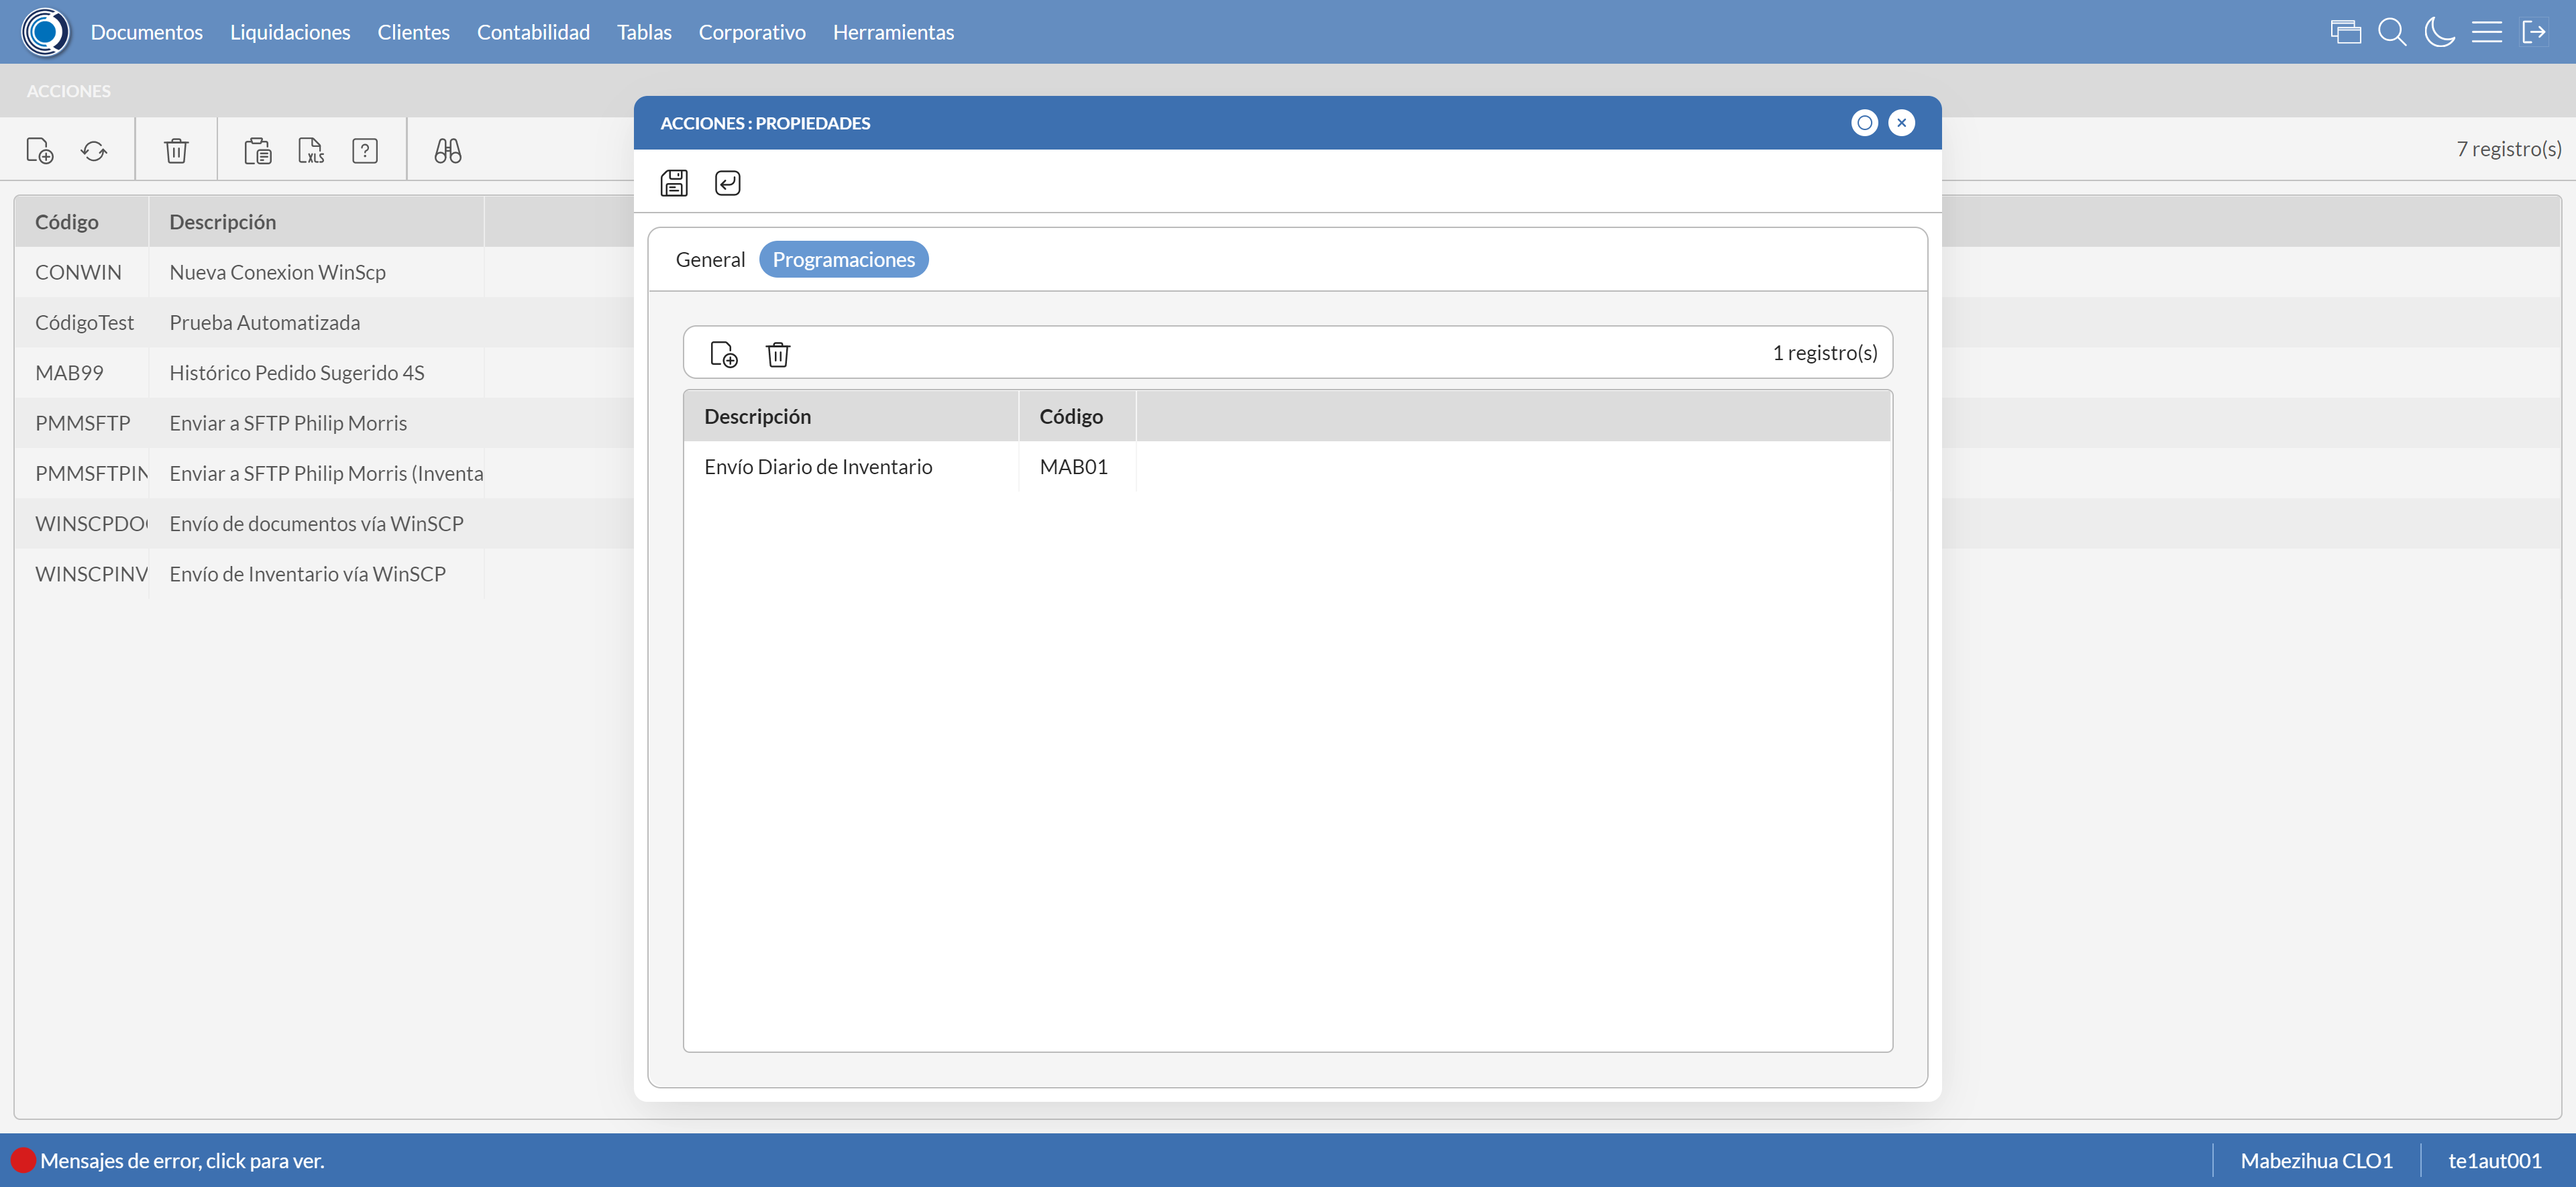 Documentos Liquidaciones Clientes Contabilidad Tablas Corporativo Herramientas
ACCIONES
XLS ?
7 registro(s)
Código Descripción
CONWIN Nueva Conexion WinScp
CódigoTest Prueba Automatizada
MAB99 Histórico Pedido Sugerido 4S
PMMSFTP Enviar a SFTP Philip Morris
PMMSFTPIN Enviar a SFTP Philip Morris (Inventa
WINSCPDO Envío de documentos vía WinSCP
WINSCPINV Envío de Inventario vía WinSCP
ACCIONES : PROPIEDADES
General Programaciones
1 registro(s)
Descripción Código
Envío Diario de Inventario MAB01
Mensajes de error, click para ver.
Mabezihua CLO1 te1aut001